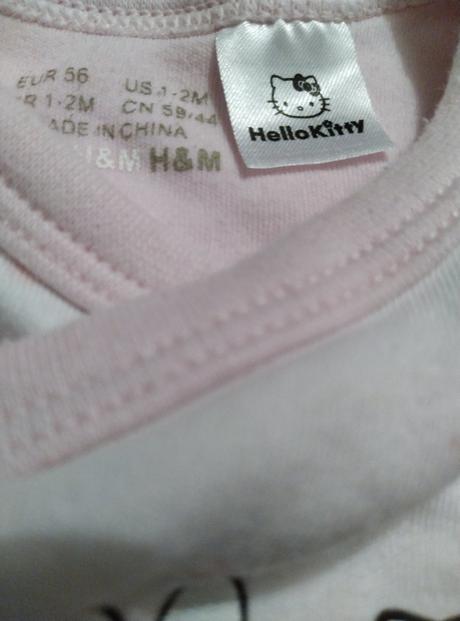 EUR 56 US 1-2M
R 1-2M CN 59/44
ADE IN CHINA
H&M H&M
HelloKitty